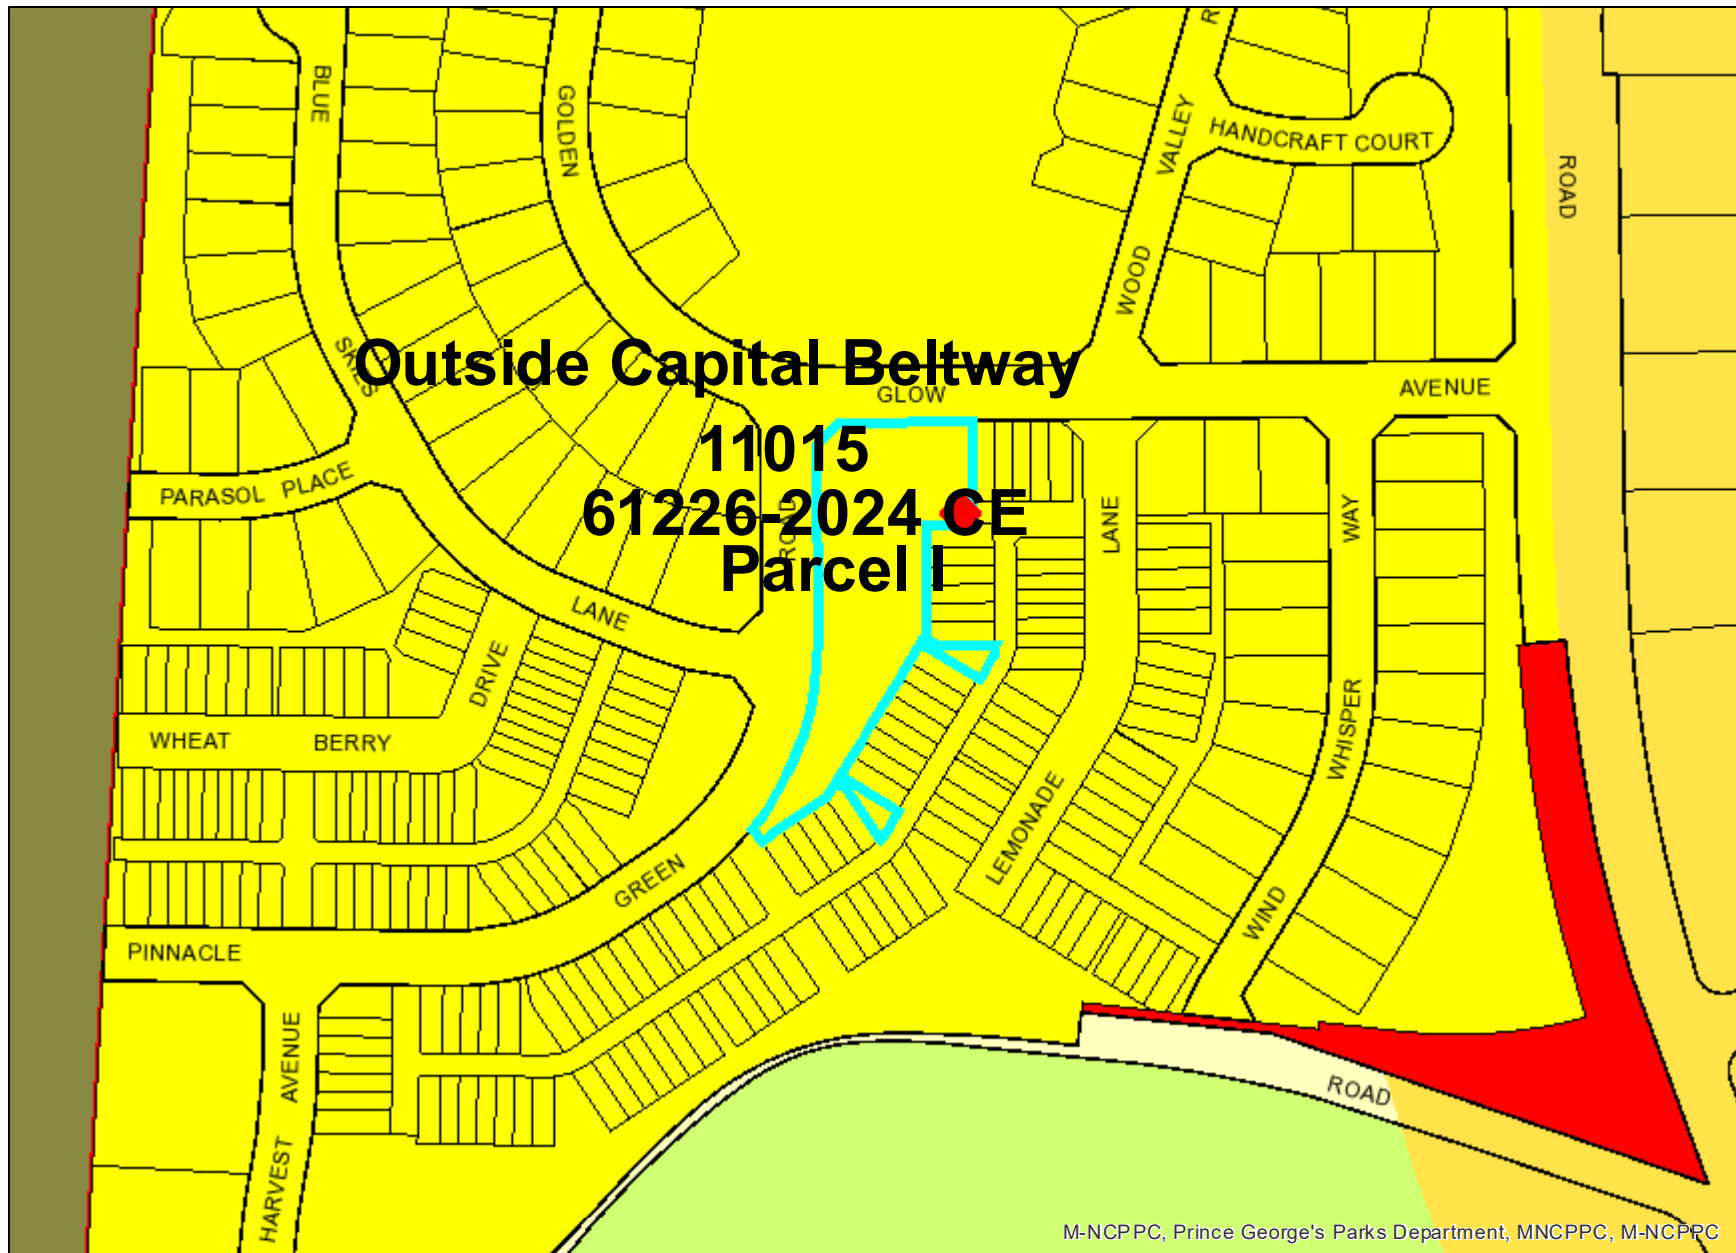 R
BLUE
GOLDEN
VALLEY
HANDCRAFT COURT
ROAD
WOOD
SKIES
Outside Capital Beltway
GLOW
AVENUE
11015
PARASOL PLACE
61226-2024 CE
ROAD
LANE
WAY
Parcel I
LANE
DRIVE
WHEAT BERRY
WHISPER
LEMONADE
GREEN
WIND
PINNACLE
AVENUE
ROAD
HARVEST
M-NCPPC, Prince George's Parks Department, MNCPPC, M-NCPPC